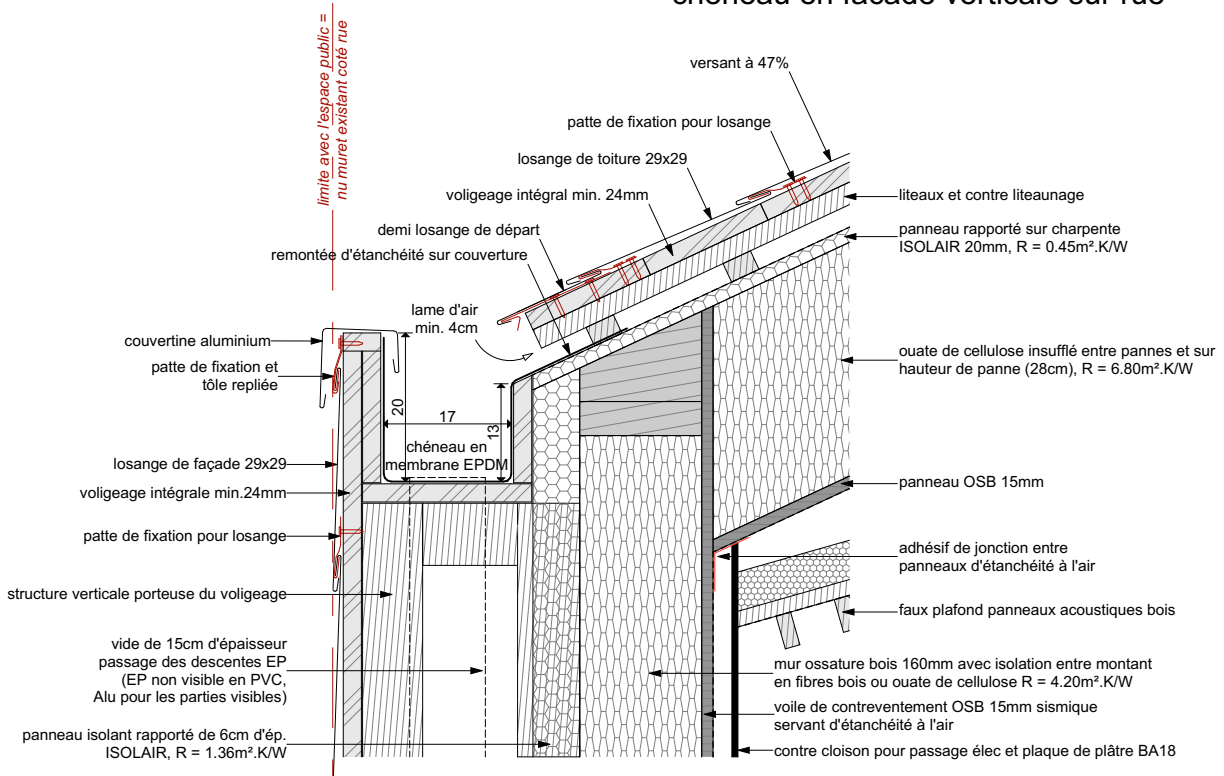 chéneau en façade verticale sur rue
limite avec l'espace public =
nu muret existant coté rue
versant à 47%
patte de fixation pour losange
losange de toiture 29x29
voligeage intégral min. 24mm
demi losange de départ
remontée d'étanchéité sur couverture
lame d'air
min. 4cm
couvertine aluminium
patte de fixation et
tôle repliée
losange de façade 29x29
voligeage intégrale min.24mm
patte de fixation pour losange
structure verticale porteuse du voligeage
vide de 15cm d'épaisseur
passage des descentes EP
(EP non visible en PVC,
Alu pour les parties visibles)
panneau isolant rapporté de 6cm d'ép.
ISOLAIR, R = 1.36m².K/W
20
17
13
chéneau en
membrane EPDM
liteaux et contre liteaunage
panneau rapporté sur charpente
ISOLAIR 20mm, R = 0.45m².K/W
ouate de cellulose insufflé entre pannes et sur
hauteur de panne (28cm), R = 6.80m².K/W
panneau OSB 15mm
adhésif de jonction entre
panneaux d'étanchéité à l'air
faux plafond panneaux acoustiques bois
mur ossature bois 160mm avec isolation entre montant
en fibres bois ou ouate de cellulose R = 4.20m².K/W
voile de contreventement OSB 15mm sismique
servant d'étanchéité à l'air
contre cloison pour passage élec et plaque de plâtre BA18